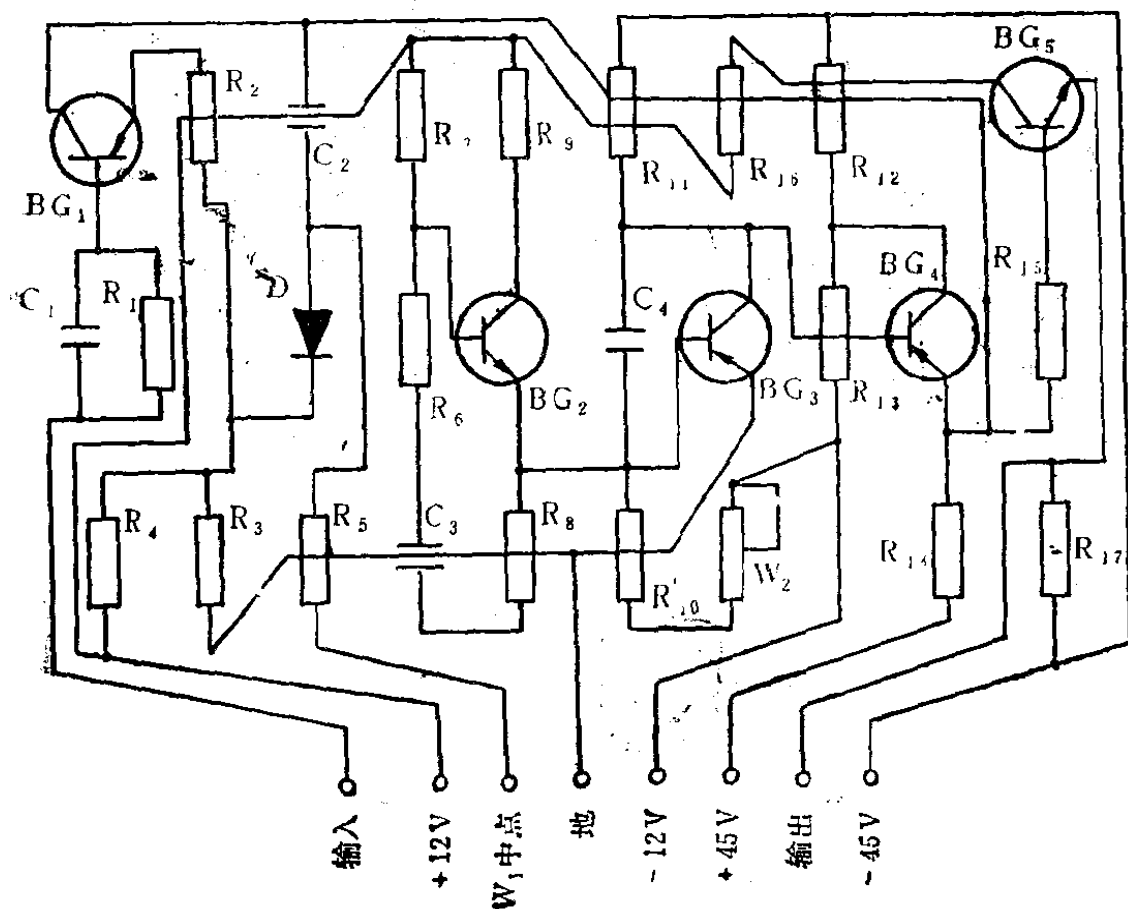 BG₅
R₂
R₇
R₉
C₂
R₁₁
R₁₆
R₁₂
BG₁
BG₄
R₁₅
C₁
R₁
D
C₄
R₆
BG₂
BG₃
R₁₃
R₄
R₃
R₅
C₃
R₈
R₁₀
W₂
R₁₄
R₁₇
输入
+12V
W₁中点
地
-12V
+45V
输出
-45V